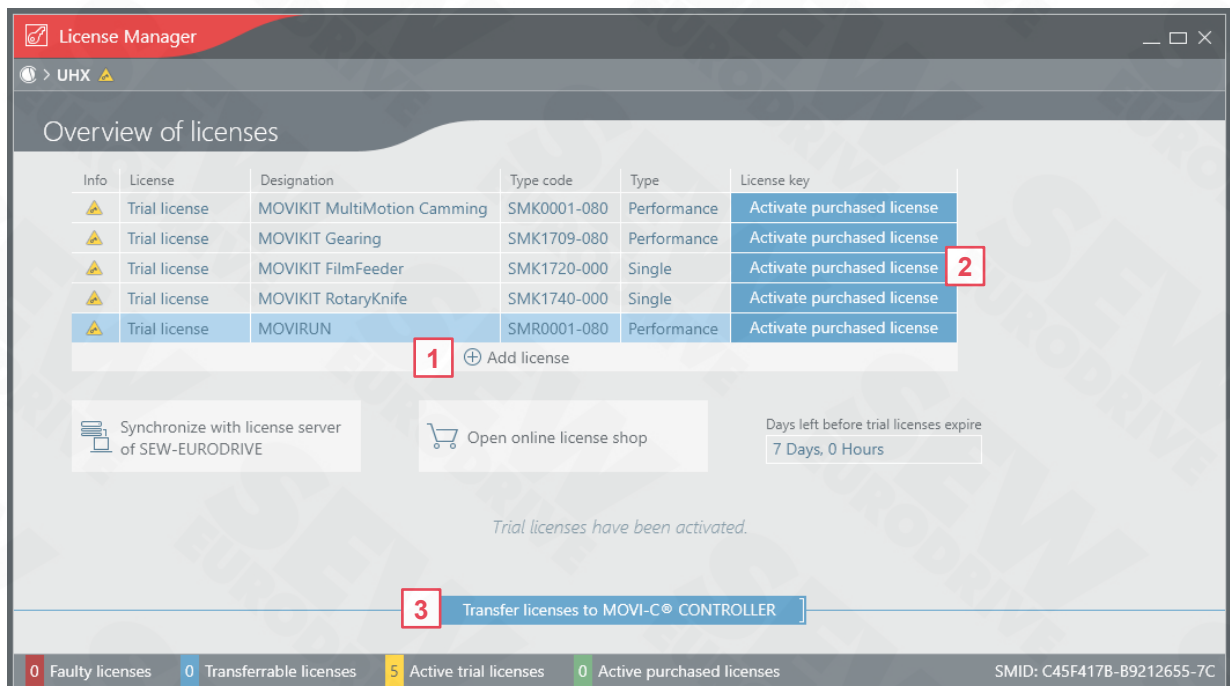 License Manager
> UHX
Overview of licenses
Info License Designation Type code Type License key
Trial license MOVIKIT MultiMotion Camming SMK0001-080 Performance Activate purchased license
Trial license MOVIKIT Gearing SMK1709-080 Performance Activate purchased license
Trial license MOVIKIT FilmFeeder SMK1720-000 Single Activate purchased license 2
Trial license MOVIKIT RotaryKnife SMK1740-000 Single Activate purchased license
Trial license MOVIRUN SMR0001-080 Performance Activate purchased license
1 Add license
Synchronize with license server
of SEW-EURODRIVE
Open online license shop
Days left before trial licenses expire
7 Days, 0 Hours
Trial licenses have been activated.
3 Transfer licenses to MOVI-C® CONTROLLER
0 Faulty licenses 0 Transferrable licenses 5 Active trial licenses 0 Active purchased licenses SMID: C45F417B-B9212655-7C